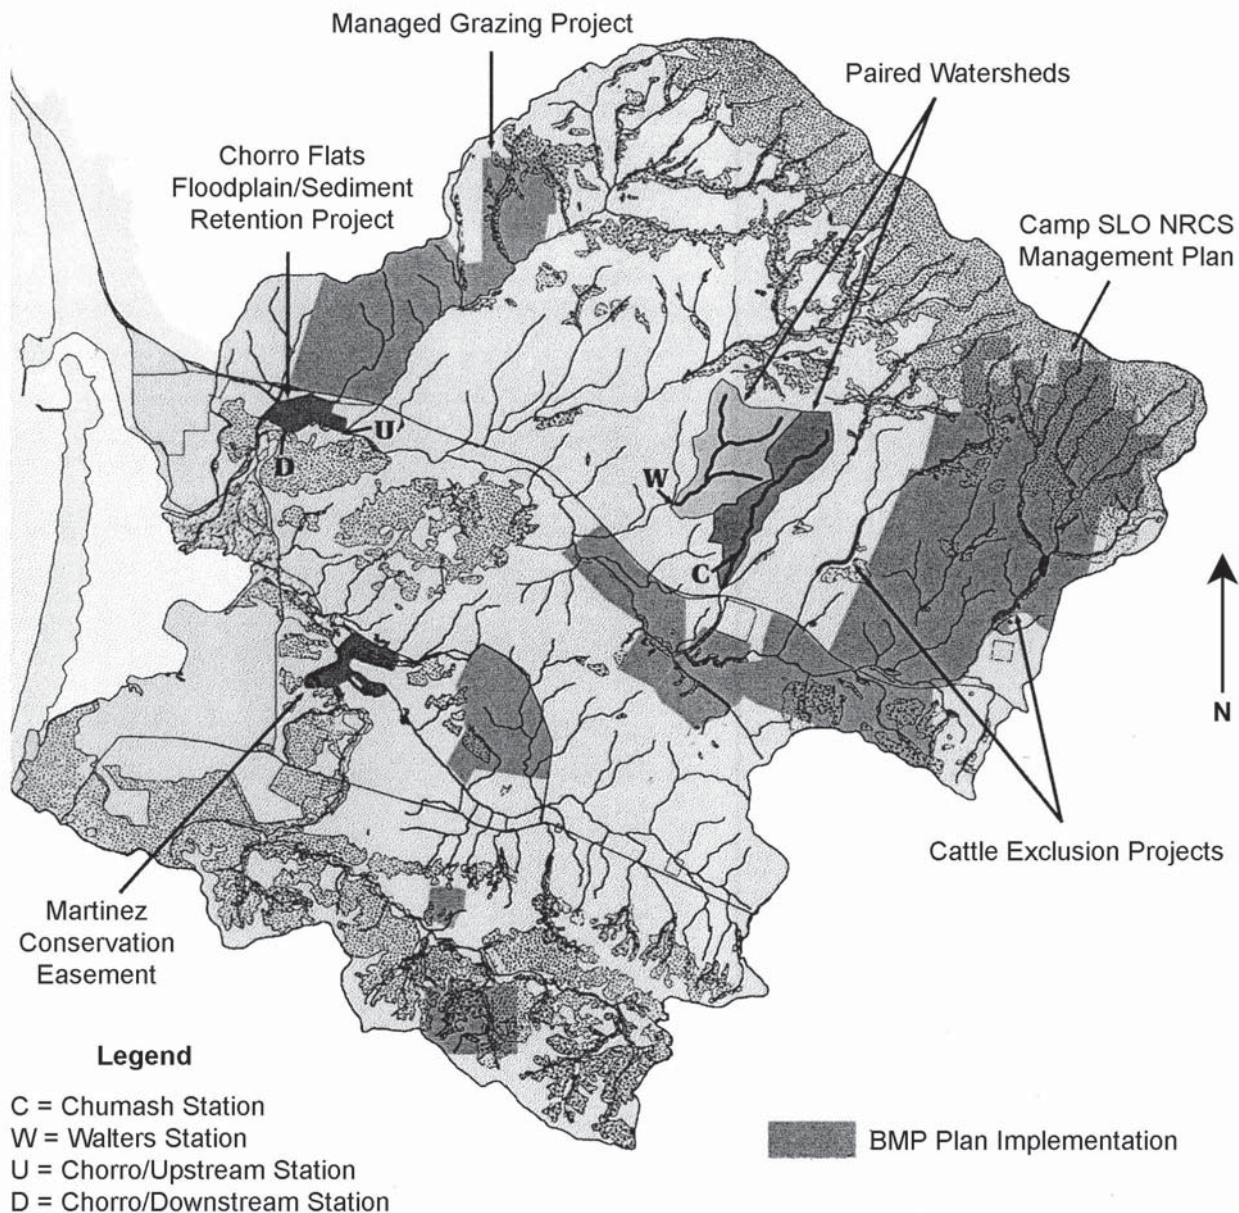 Managed Grazing Project
Paired Watersheds
Chorro Flats
Floodplain/Sediment
Retention Project
Camp SLO NRCS
Management Plan
U
D
W
C
N
Cattle Exclusion Projects
Martinez
Conservation
Easement
Legend
C = Chumash Station
W = Walters Station
U = Chorro/Upstream Station
D = Chorro/Downstream Station
BMP Plan Implementation